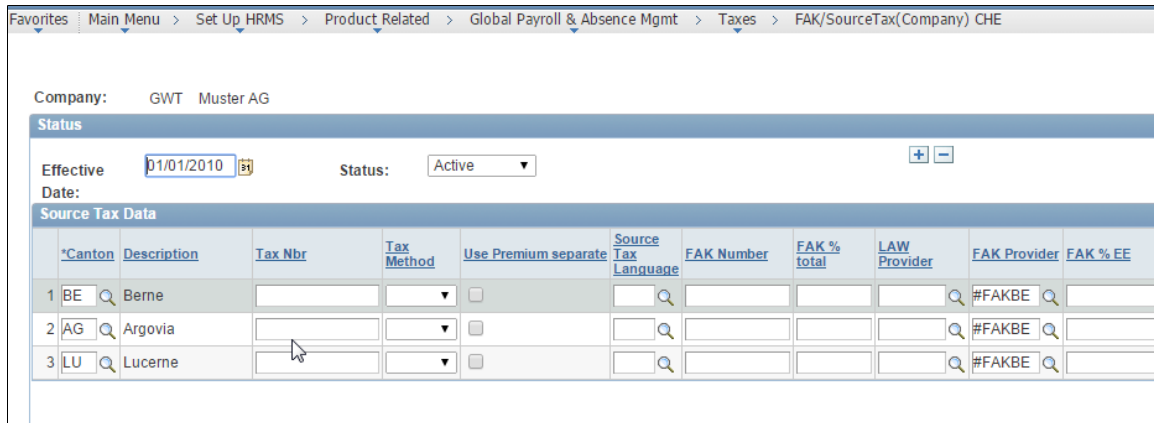 Favorites Main Menu > Set Up HRMS > Product Related > Global Payroll & Absence Mgmt > Taxes > FAK/SourceTax(Company) CHE
Company: GWT Muster AG
Status
Effective Date: 01/01/2010 31 Status: Active
Source Tax Data
*Canton Description Tax Nbr Tax Method Use Premium separate Source Tax Language FAK Number FAK % total LAW Provider FAK Provider FAK % EE
1 BE Berne #FAKBE
2 AG Argovia #FAKBE
3 LU Lucerne #FAKBE